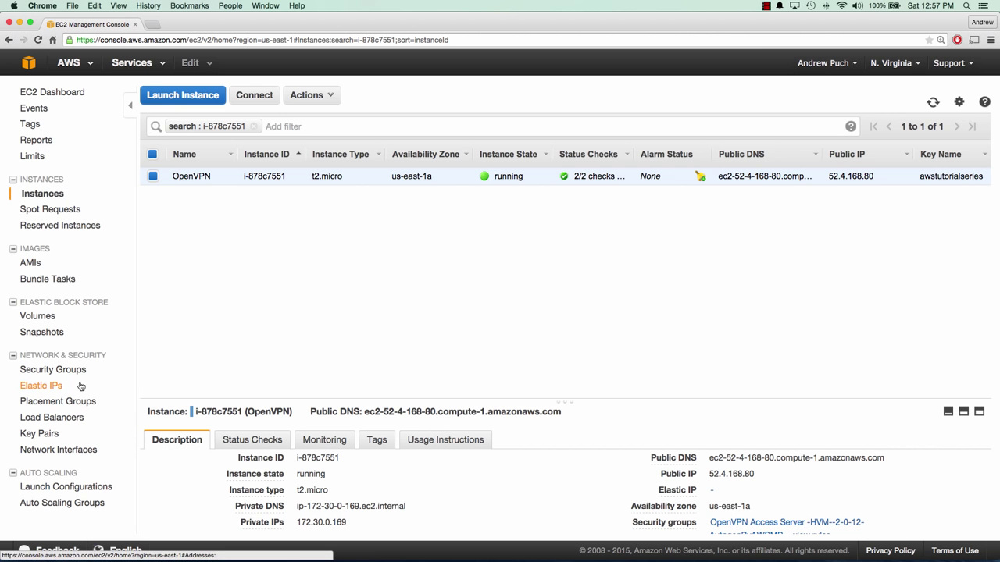 Chrome File Edit View History Bookmarks People Window Help 100% Sat 12:57 PM
EC2 Management Console Andrew
https://console.aws.amazon.com/ec2/v2/home?region=us-east-1#Instances:search=i-878c7551;sort=instanceId
AWS Services Edit Andrew Puch N. Virginia Support
EC2 Dashboard
Events
Tags
Reports
Limits
INSTANCES
Instances
Spot Requests
Reserved Instances
IMAGES
AMIs
Bundle Tasks
ELASTIC BLOCK STORE
Volumes
Snapshots
NETWORK & SECURITY
Security Groups
Elastic IPs
Placement Groups
Load Balancers
Key Pairs
Network Interfaces
AUTO SCALING
Launch Configurations
Auto Scaling Groups
Launch Instance Connect Actions
search : i-878c7551 Add filter 1 to 1 of 1
Name Instance ID Instance Type Availability Zone Instance State Status Checks Alarm Status Public DNS Public IP Key Name
OpenVPN i-878c7551 t2.micro us-east-1a running 2/2 checks ... None ec2-52-4-168-80.comp... 52.4.168.80 awstutorialseries
Instance: i-878c7551 (OpenVPN) Public DNS: ec2-52-4-168-80.compute-1.amazonaws.com
Description Status Checks Monitoring Tags Usage Instructions
Instance ID i-878c7551 Public DNS ec2-52-4-168-80.compute-1.amazonaws.com
Instance state running Public IP 52.4.168.80
Instance type t2.micro Elastic IP -
Private DNS ip-172-30-0-169.ec2.internal Availability zone us-east-1a
Private IPs 172.30.0.169 Security groups OpenVPN Access Server -HVM--2-0-12-
Feedback English © 2008 - 2015, Amazon Web Services, Inc. or its affiliates. All rights reserved. Privacy Policy Terms of Use
https://console.aws.amazon.com/ec2/v2/home?region=us-east-1#Addresses: